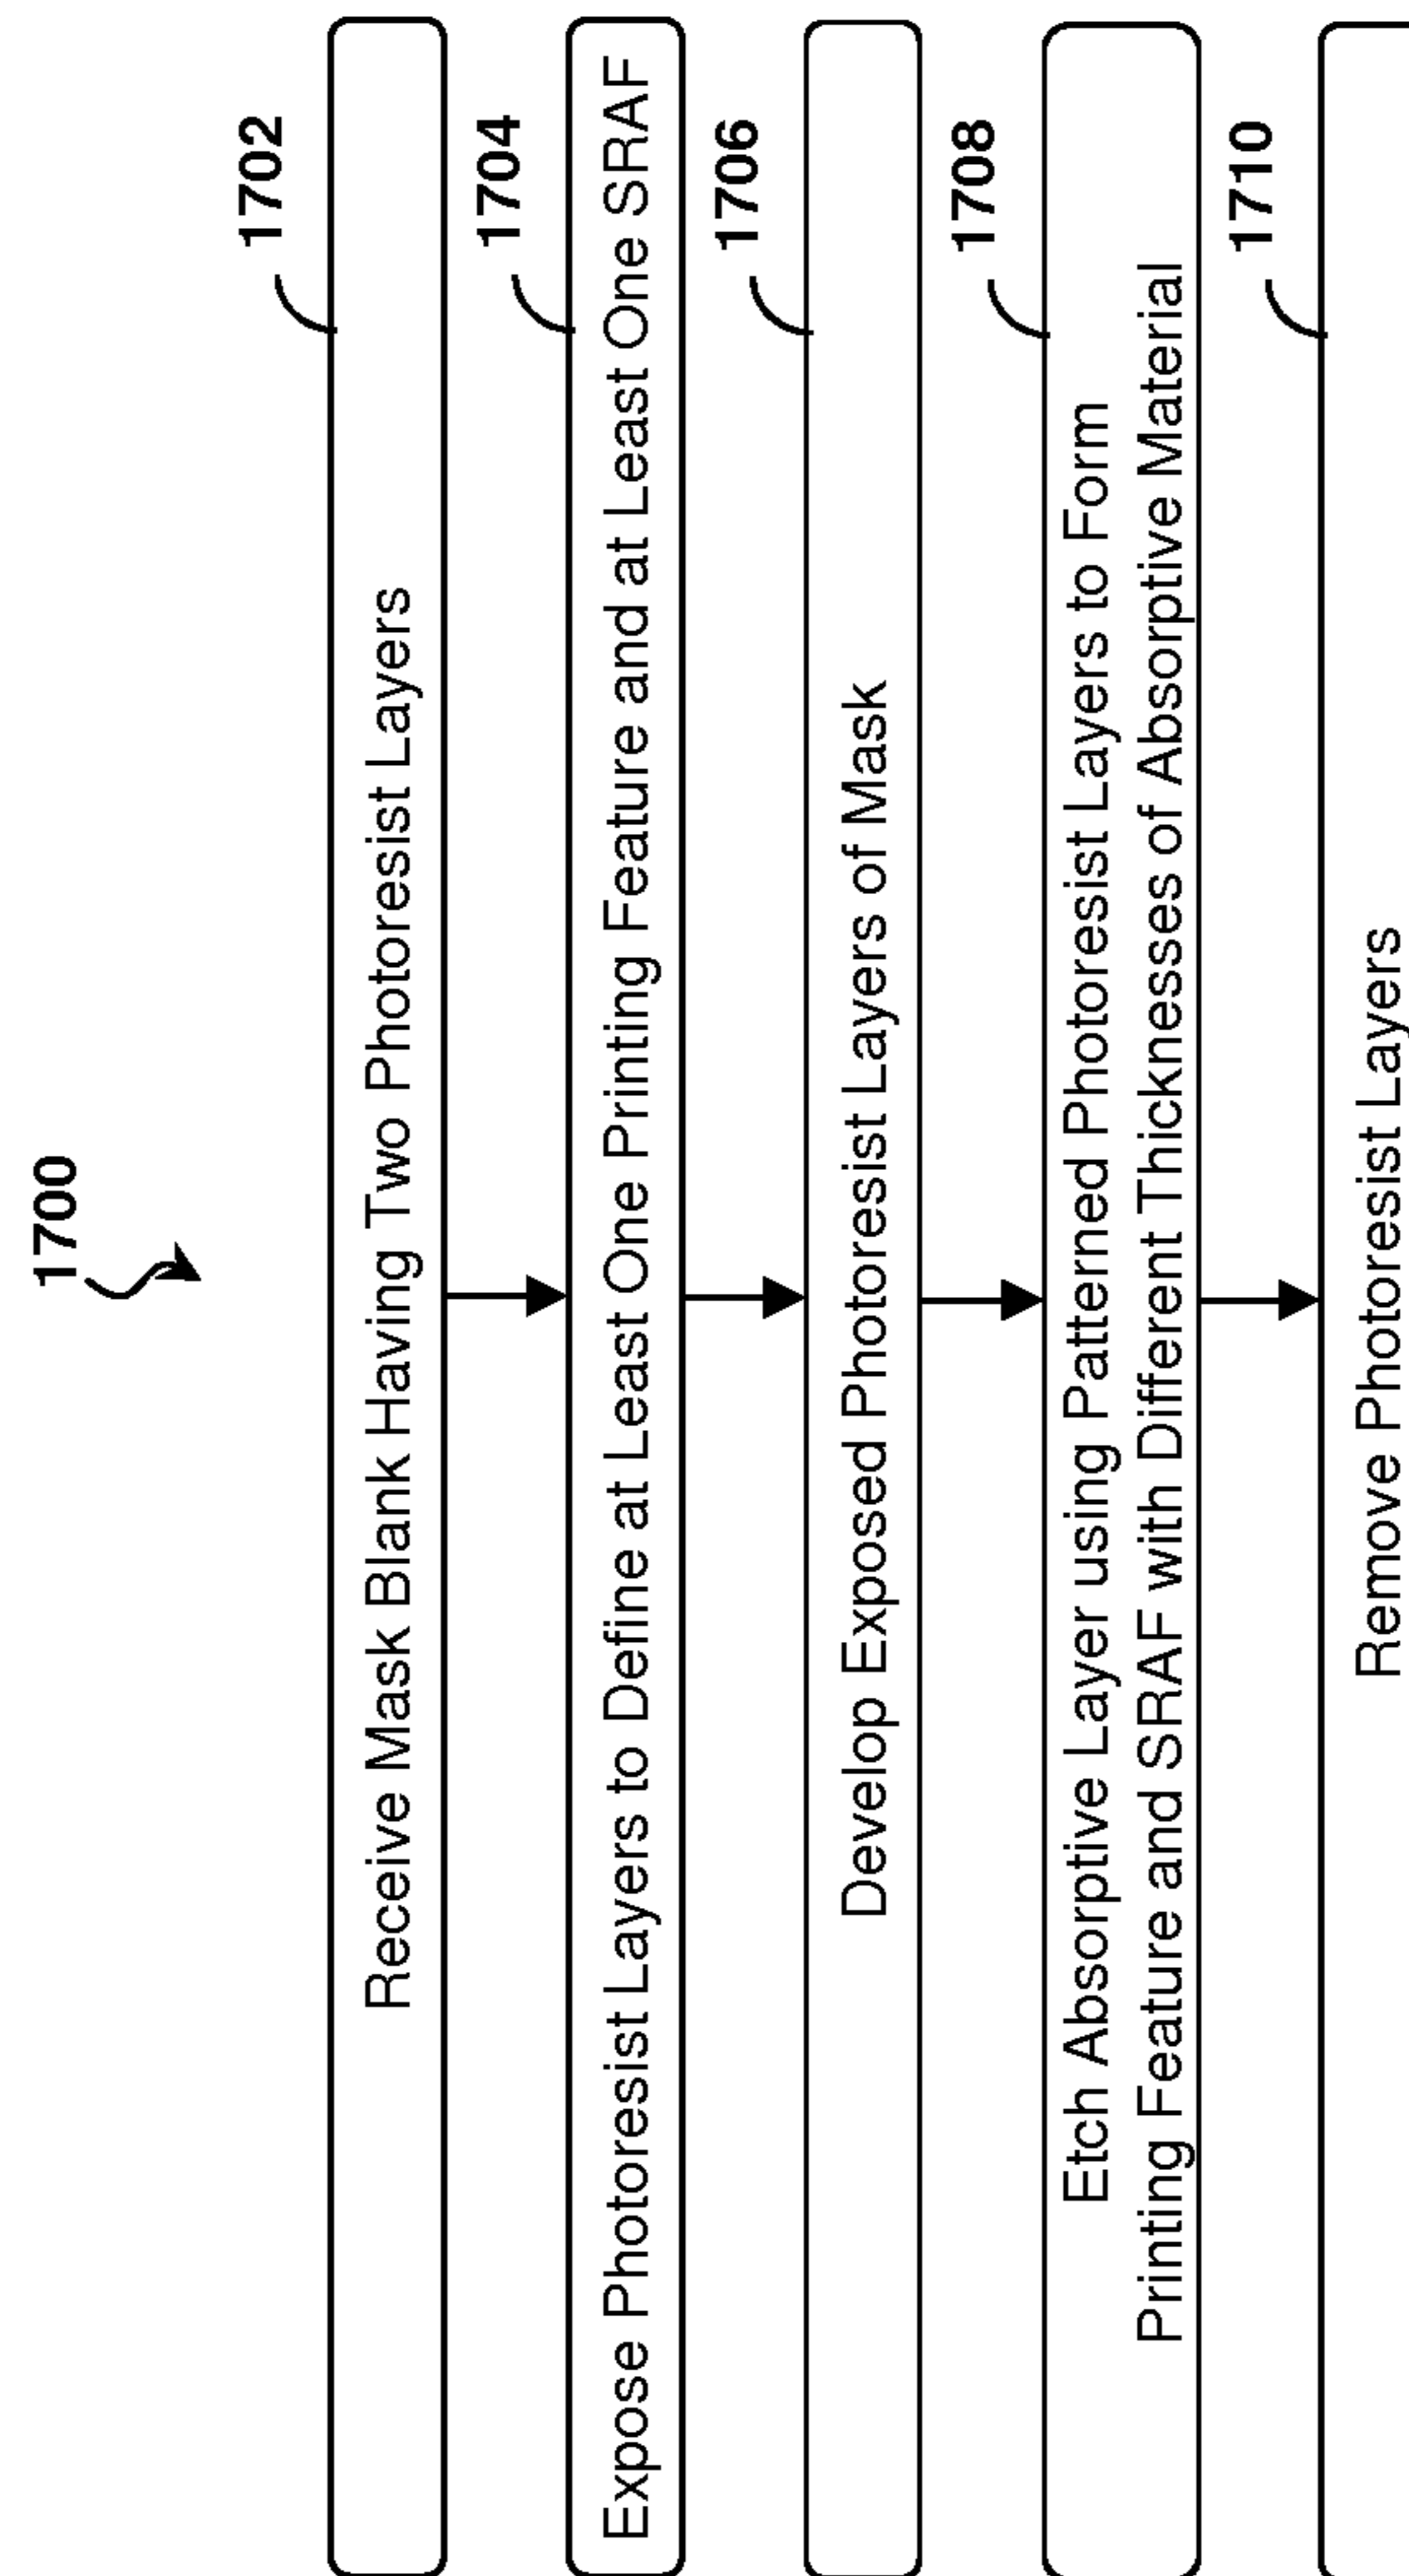 1700
1702
Receive Mask Blank Having Two Photoresist Layers
1704
Expose Photoresist Layers to Define at Least One Printing Feature and at Least One SRAF
1706
Develop Exposed Photoresist Layers of Mask
1708
Etch Absorptive Layer using Patterned Photoresist Layers to Form
Printing Feature and SRAF with Different Thicknesses of Absorptive Material
1710
Remove Photoresist Layers